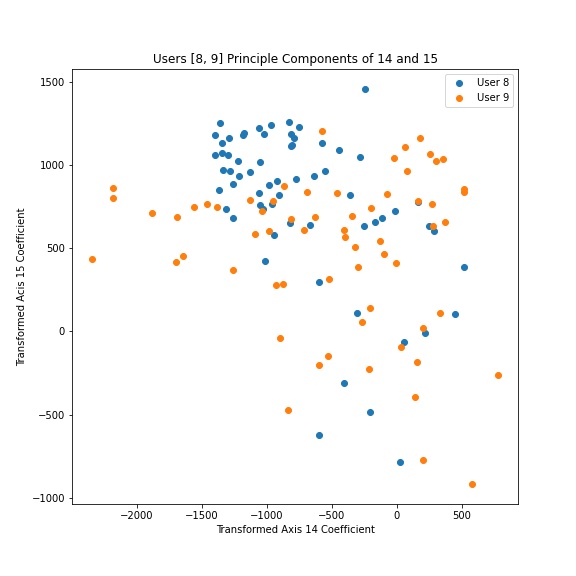 Users [8, 9] Principle Components of 14 and 15
User 8
User 9
1500
1000
500
0
−500
−1000
Transformed Acis 15 Coefficient
−2000
−1500
−1000
−500
0
500
Transformed Axis 14 Coefficient